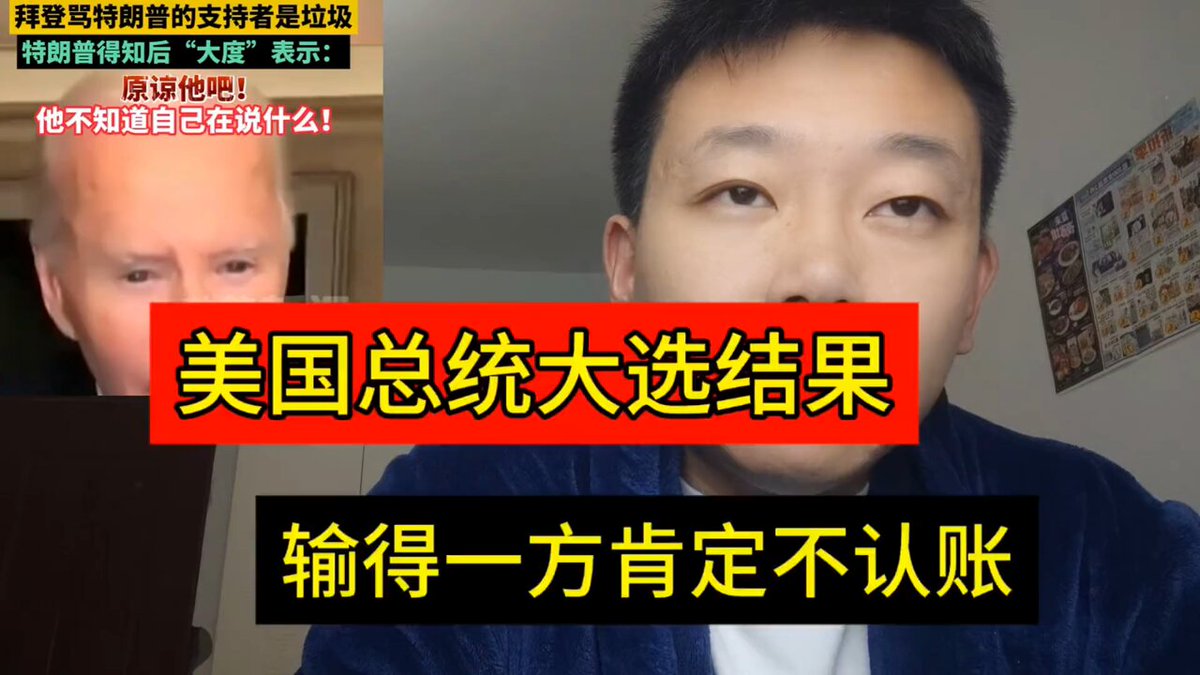 拜登骂特朗普的支持者是垃圾
特朗普得知后“大度”表示：
原谅他吧！
他不知道自己在说什么！
美国总统大选结果
输得一方肯定不认账